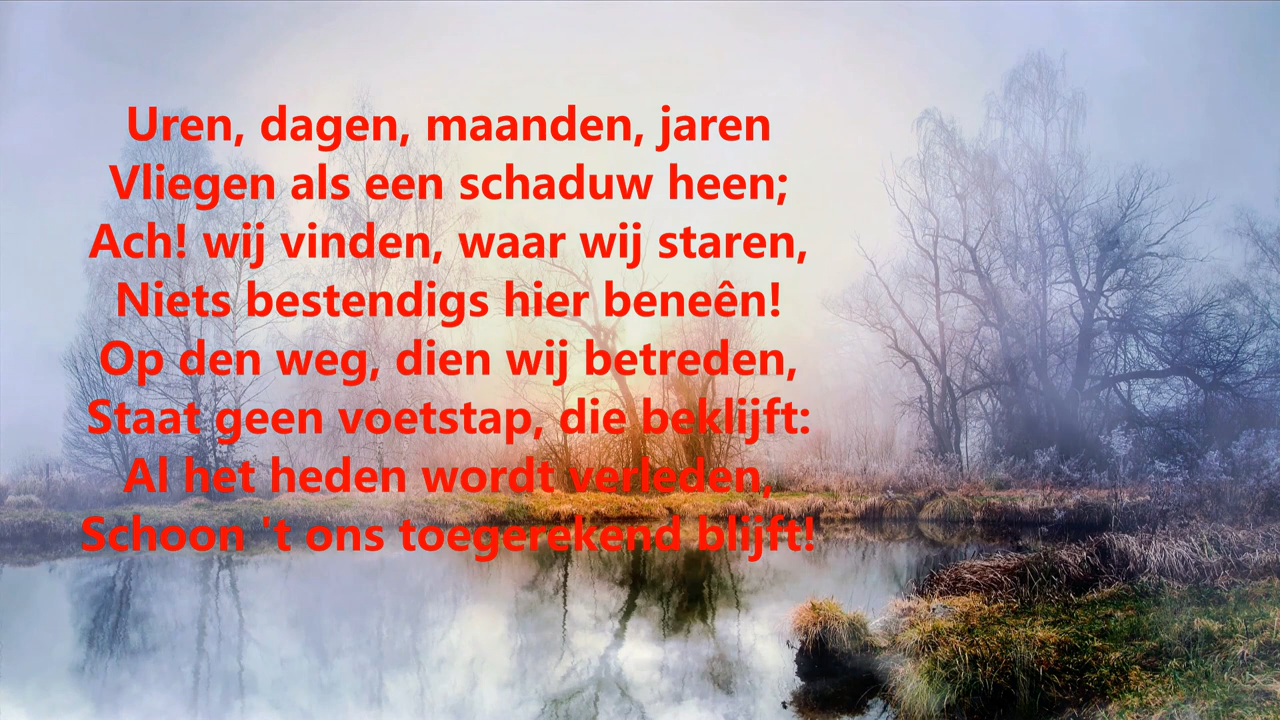 Uren, dagen, maanden, jaren
Vliegen als een schaduw heen;
Ach! wij vinden, waar wij staren,
Niets bestendigs hier beneên!
Op den weg, dien wij betreden,
Staat geen voetstap, die beklijft:
Al het heden wordt verleden,
Schoon 't ons toegerekend blijft!